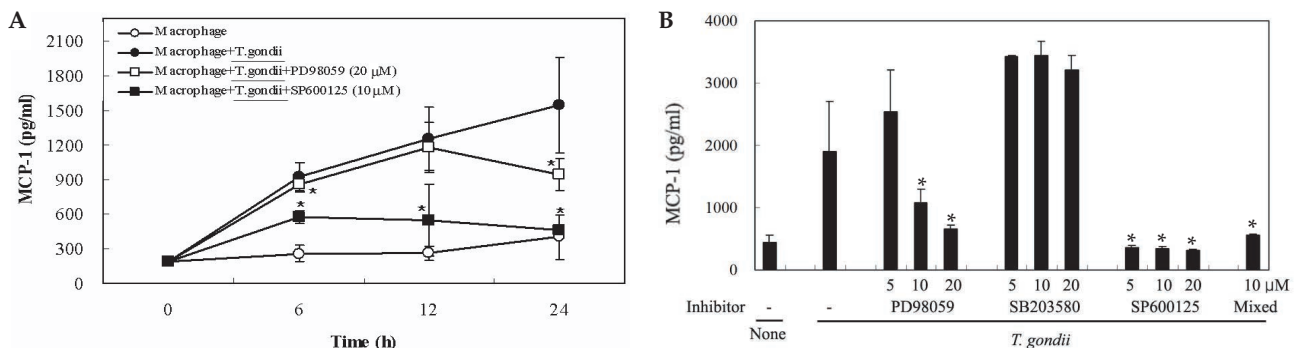 A
MCP-1 (pg/ml)
2100
1800
1500
1200
900
600
300
0
Macrophage
Macrophage+T.gondii
Macrophage+T.gondii+PD98059 (20 µM)
Macrophage+T.gondii+SP600125 (10 µM)
*
*
*
*
*
0 6 12 24
Time (h)
B
MCP-1 (pg/ml)
4000
3000
2000
1000
0
* * * * * *
5 10 20 5 10 20 5 10 20 10 µM
Inhibitor - - PD98059 SB203580 SP600125 Mixed
None T. gondii